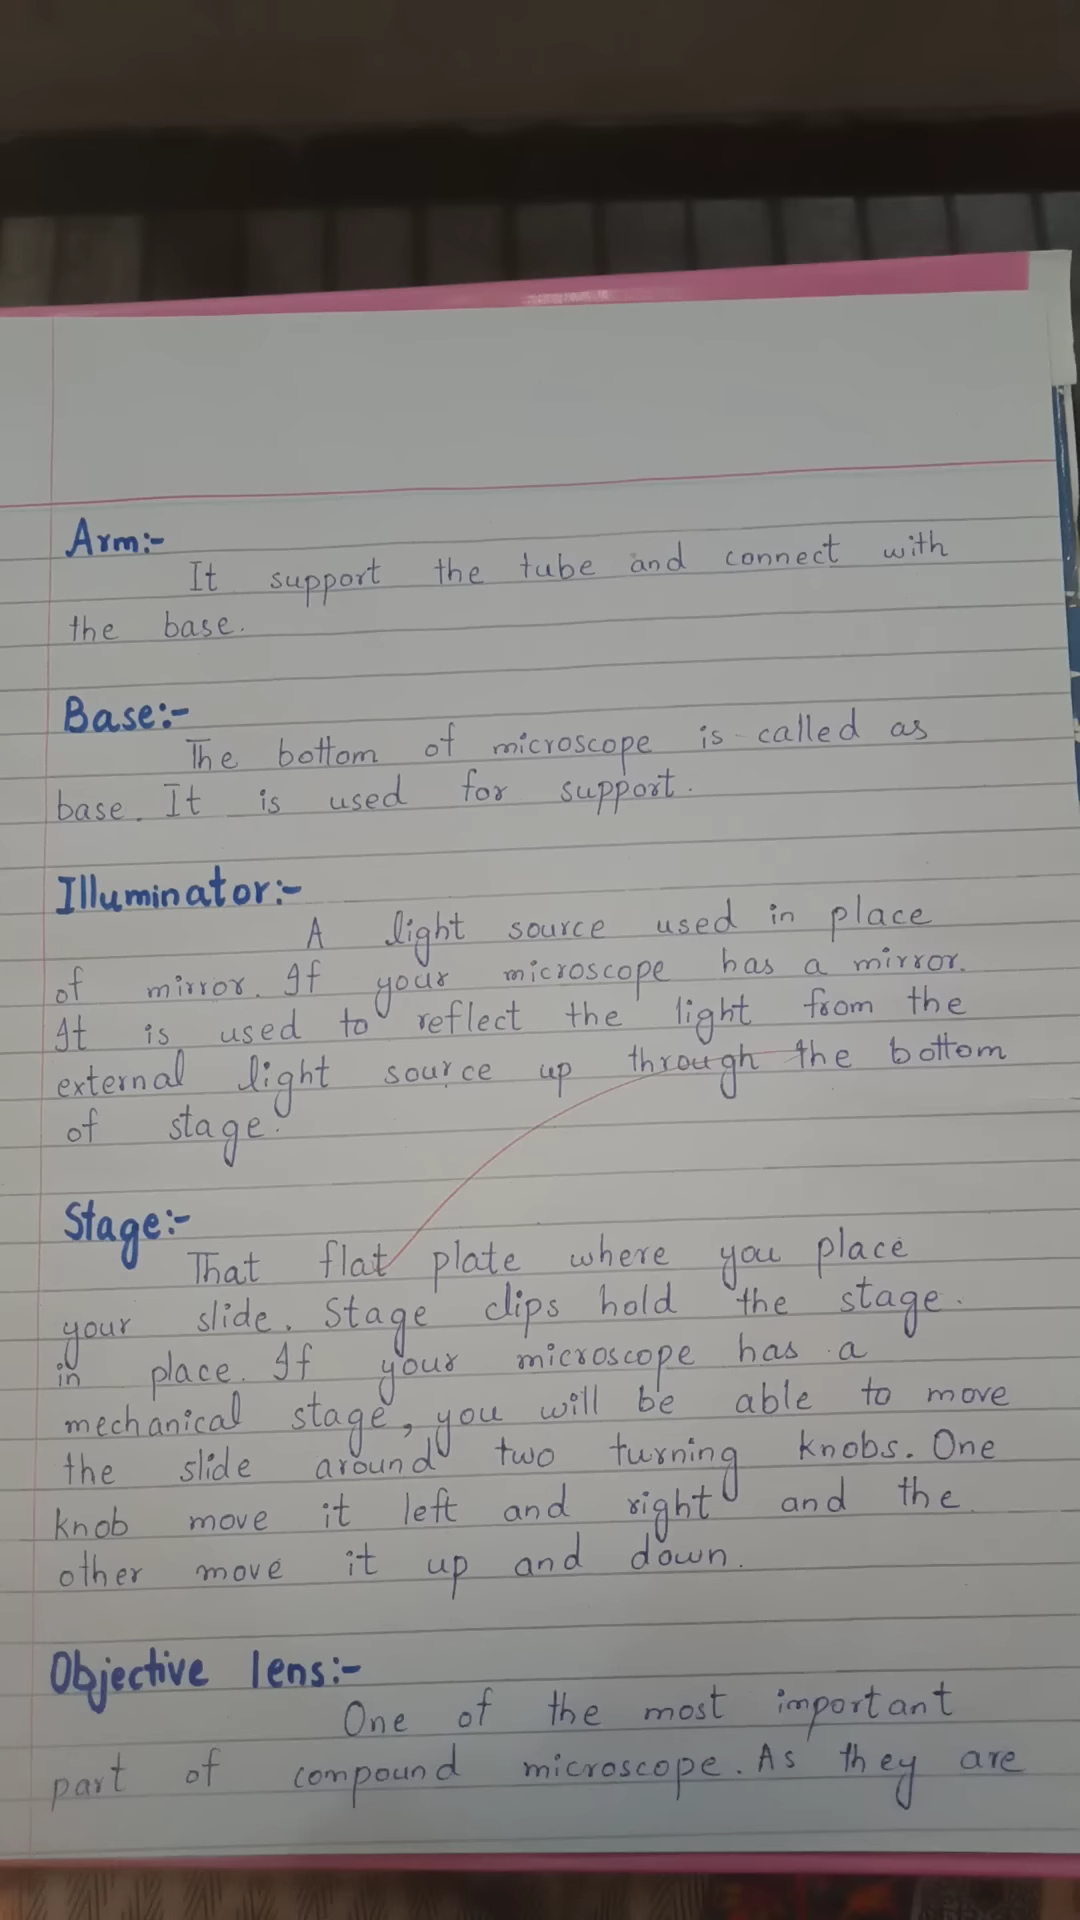 Arm:-
It support the tube and connect with
the base.
Base:-
The bottom of microscope is called as
base. It is used for support.
Illuminator:-
A light source used in place
of mirror. If your microscope has a mirror.
It is used to reflect the light from the
external light source up through the bottom
of stage.
Stage:-
That flat plate where you place
your slide. Stage clips hold the stage.
in place. If your microscope has a
mechanical stage, you will be able to move
the slide around two turning knobs. One
knob move it left and right and the
other move it up and down.
Objective lens:-
One of the most important
part of compound microscope. As they are